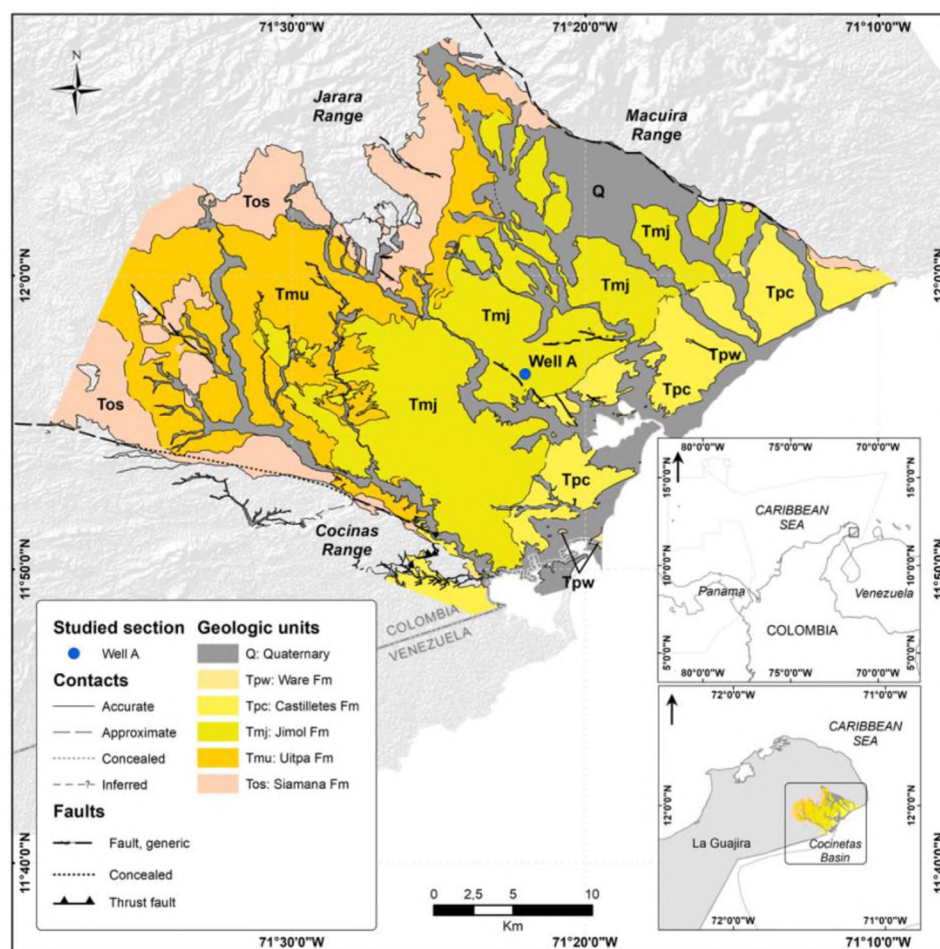 71°30'0"W
71°20'0"W
71°10'0"W
N
Jarara
Range
Macuira
Range
Tos
Q
Tmj
12°0'0"N
12°0'0"N
Tmu
Tmj
Tmj
Tpc
Well A
Tpw
Tos
Tmj
Tpc
Tpc
Cocinas
Range
Tpw
11°50'0"N
11°50'0"N
COLOMBIA
VENEZUELA
Studied section
Well A
Contacts
Accurate
Approximate
Concealed
Inferred
Faults
Fault, generic
Concealed
Thrust fault
Geologic units
Q: Quaternary
Tpw: Ware Fm
Tpc: Castilletes Fm
Tmj: Jimol Fm
Tmu: Uitpa Fm
Tos: Siamana Fm
80°0'0"W
75°0'0"W
70°0'0"W
15°0'0"N
15°0'0"N
CARIBBEAN
SEA
10°0'0"N
10°0'0"N
Panama
Venezuela
COLOMBIA
5°0'0"N
5°0'0"N
80°0'0"W
75°0'0"W
70°0'0"W
72°0'0"W
71°0'0"W
CARIBBEAN
SEA
12°0'0"N
12°0'0"N
La Guajira
Cocinetas
Basin
72°0'0"W
71°0'0"W
11°40'0"N
11°40'0"N
0
2,5
5
10
Km
71°30'0"W
71°20'0"W
71°10'0"W